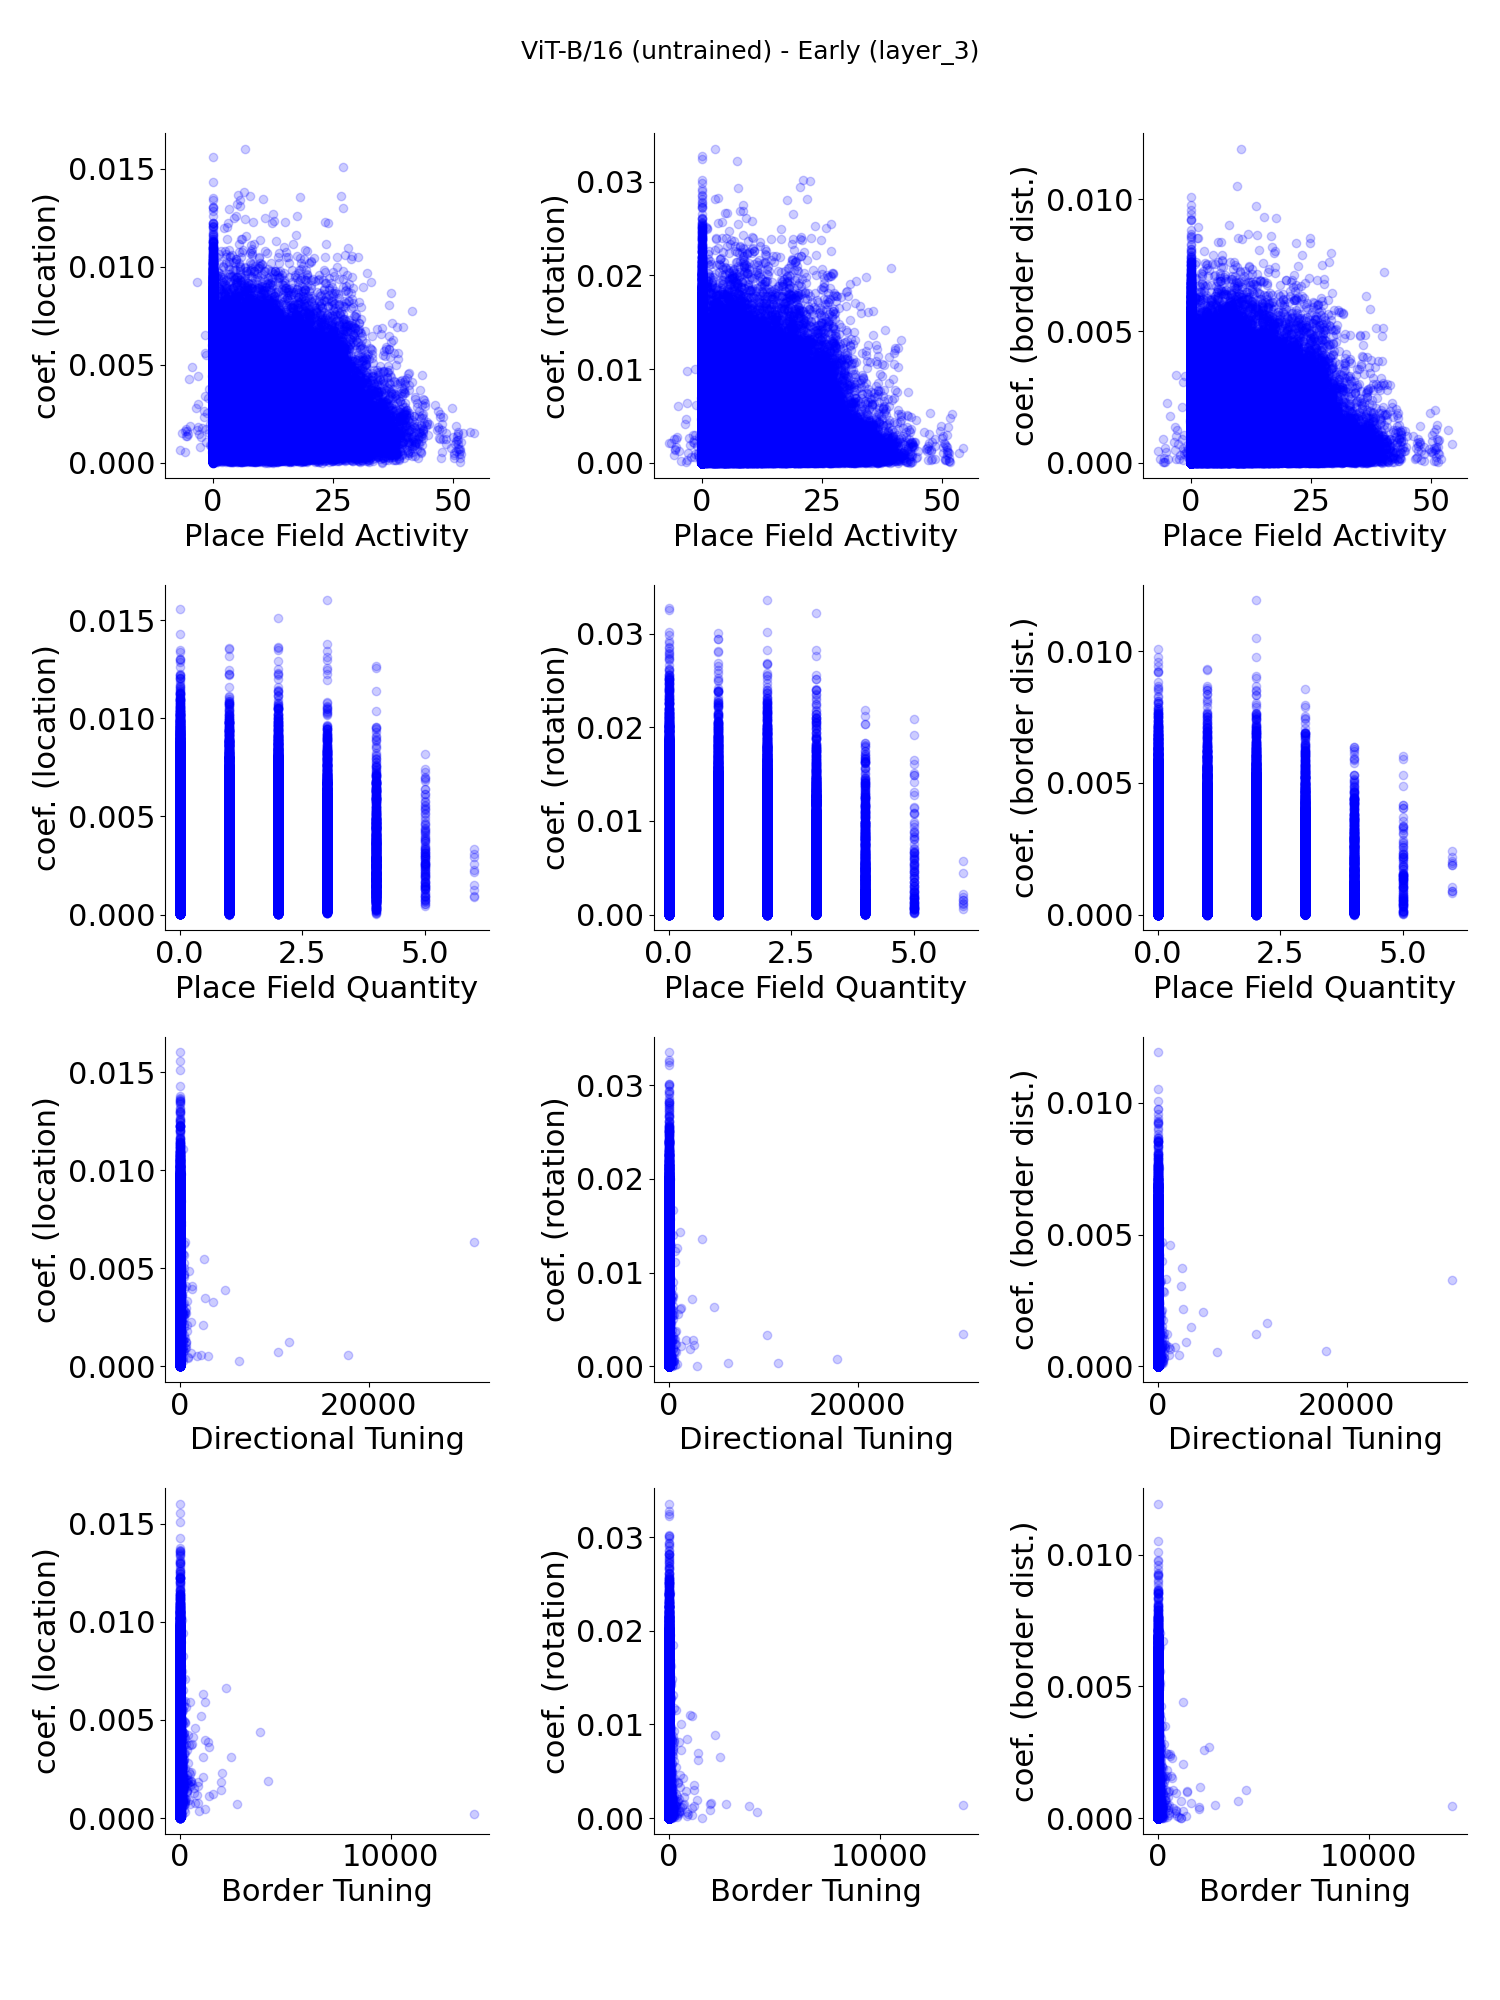 ViT-B/16 (untrained) - Early (layer_3)
coef. (location)
0.015
0.010
0.005
0.000
0
25
50
Place Field Activity
coef. (rotation)
0.03
0.02
0.01
0.00
0
25
50
Place Field Activity
coef. (border dist.)
0.010
0.005
0.000
0
25
50
Place Field Activity
coef. (location)
0.015
0.010
0.005
0.000
0.0
2.5
5.0
Place Field Quantity
coef. (rotation)
0.03
0.02
0.01
0.00
0.0
2.5
5.0
Place Field Quantity
coef. (border dist.)
0.010
0.005
0.000
0.0
2.5
5.0
Place Field Quantity
coef. (location)
0.015
0.010
0.005
0.000
0
20000
Directional Tuning
coef. (rotation)
0.03
0.02
0.01
0.00
0
20000
Directional Tuning
coef. (border dist.)
0.010
0.005
0.000
0
20000
Directional Tuning
coef. (location)
0.015
0.010
0.005
0.000
0
10000
Border Tuning
coef. (rotation)
0.03
0.02
0.01
0.00
0
10000
Border Tuning
coef. (border dist.)
0.010
0.005
0.000
0
10000
Border Tuning